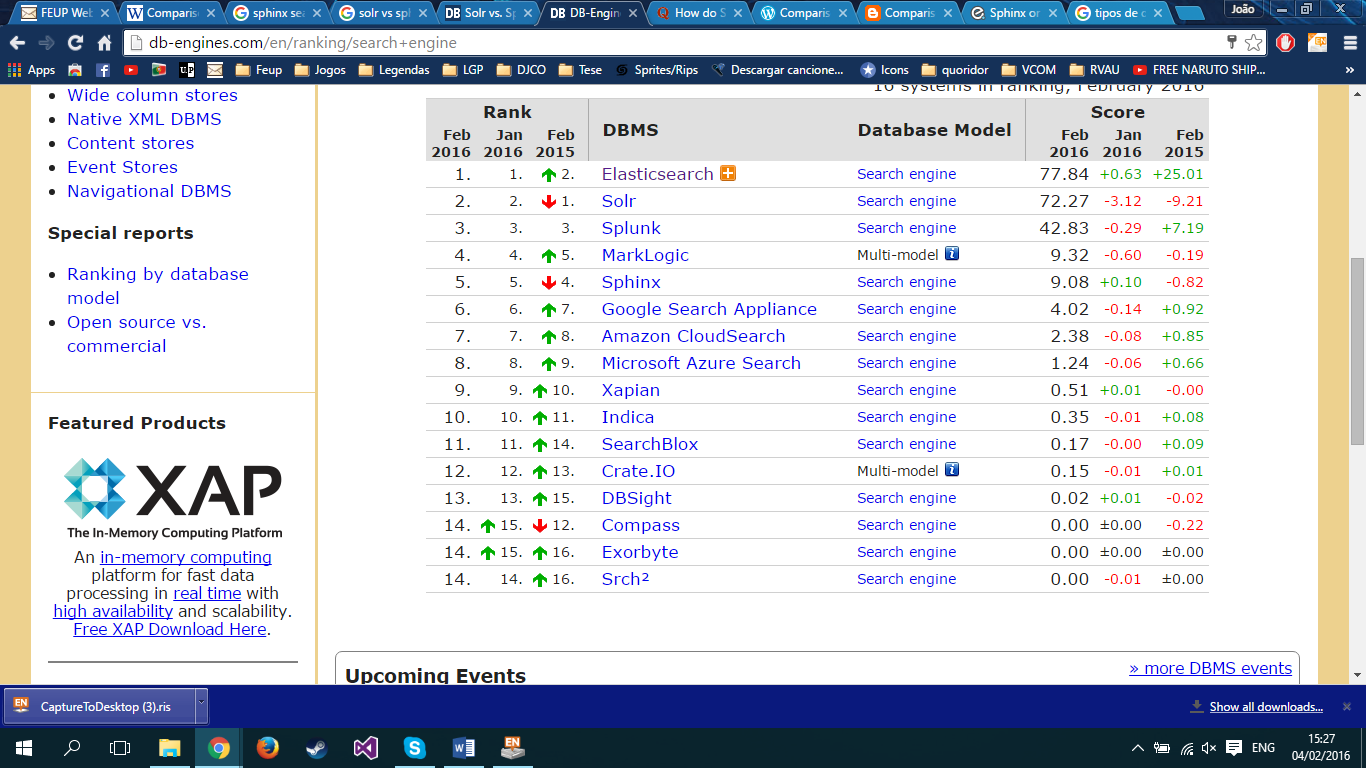 FEUP Web
Comparis
sphinx sea
solr vs sph
DB Solr vs. Sp
DB DB-Engin
How do S
Comparis
Comparis
Sphinx or
tipos de c
João
db-engines.com/en/ranking/search+engine
Apps
Feup
Jogos
Legendas
LGP
DJCO
Tese
Sprites/Rips
Descargar cancione...
Icons
quoridor
VCOM
RVAU
FREE NARUTO SHIP...
»
Wide column stores
Native XML DBMS
Content stores
Event Stores
Navigational DBMS
Special reports
Ranking by database
model
Open source vs.
commercial
Featured Products
XAP
The In-Memory Computing Platform
An in-memory computing
platform for fast data
processing in real time with
high availability and scalability.
Free XAP Download Here.
16 systems in ranking, February 2016
Rank DBMS Database Model Score
Feb 2016 Jan 2016 Feb 2015 Feb 2016 Jan 2016 Feb 2015
1. 1. 2. Elasticsearch Search engine 77.84 +0.63 +25.01
2. 2. 1. Solr Search engine 72.27 -3.12 -9.21
3. 3. 3. Splunk Search engine 42.83 -0.29 +7.19
4. 4. 5. MarkLogic Multi-model 9.32 -0.60 -0.19
5. 5. 4. Sphinx Search engine 9.08 +0.10 -0.82
6. 6. 7. Google Search Appliance Search engine 4.02 -0.14 +0.92
7. 7. 8. Amazon CloudSearch Search engine 2.38 -0.08 +0.85
8. 8. 9. Microsoft Azure Search Search engine 1.24 -0.06 +0.66
9. 9. 10. Xapian Search engine 0.51 +0.01 -0.00
10. 10. 11. Indica Search engine 0.35 -0.01 +0.08
11. 11. 14. SearchBlox Search engine 0.17 -0.00 +0.09
12. 12. 13. Crate.IO Multi-model 0.15 -0.01 +0.01
13. 13. 15. DBSight Search engine 0.02 +0.01 -0.02
14. 15. 12. Compass Search engine 0.00 ±0.00 -0.22
14. 15. 16. Exorbyte Search engine 0.00 ±0.00 ±0.00
14. 14. 16. Srch² Search engine 0.00 -0.01 ±0.00
Upcoming Events
» more DBMS events
EN CaptureToDesktop (3).ris
Show all downloads...
EN
ENG
15:27
04/02/2016